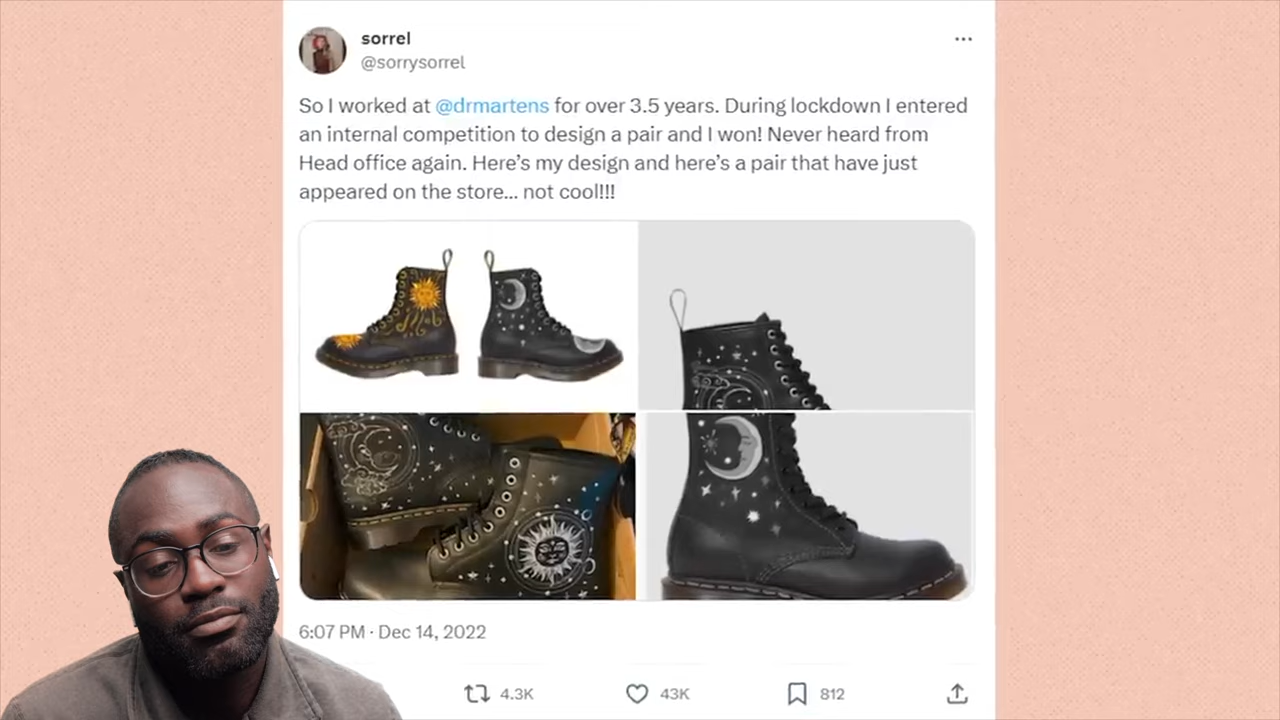 sorrel
@sorrysorrel
So I worked at @drmartens for over 3.5 years. During lockdown I entered
an internal competition to design a pair and I won! Never heard from
Head office again. Here’s my design and here’s a pair that have just
appeared on the store... not cool!!!
6:07 PM · Dec 14, 2022
4.3K 43K 812